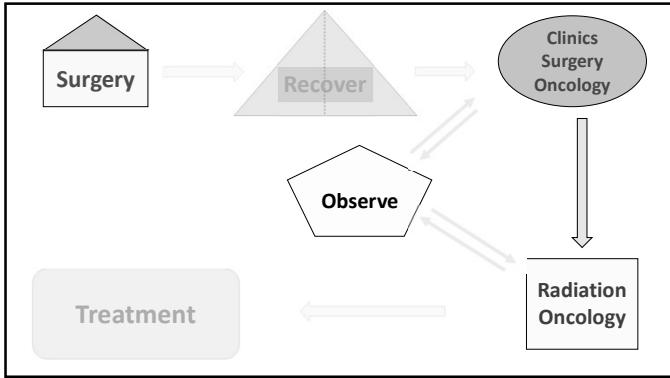 Surgery
Recover
Clinics
Surgery
Oncology
Observe
Treatment
Radiation
Oncology